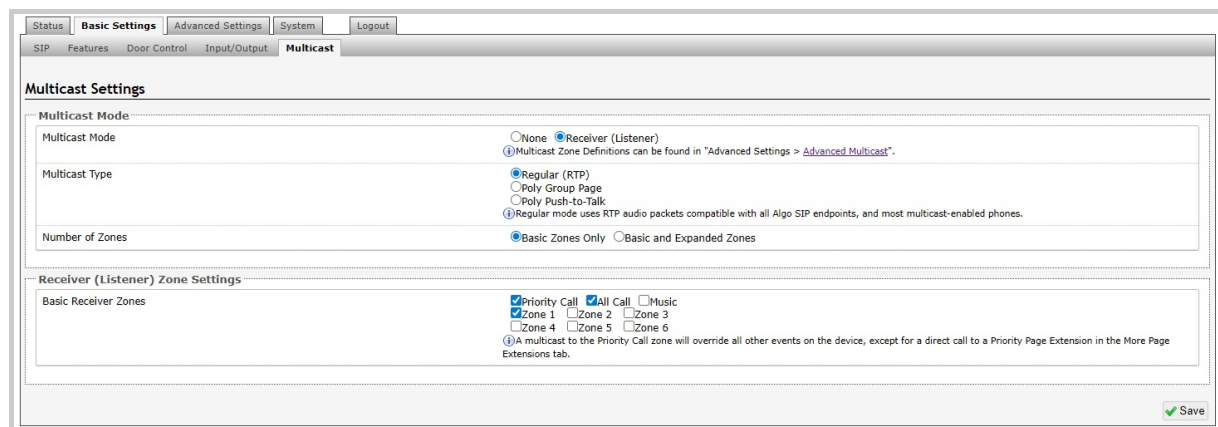 Status Basic Settings Advanced Settings System Logout
SIP Features Door Control Input/Output Multicast
Multicast Settings
Multicast Mode
Multicast Mode None Receiver (Listener)
Multicast Zone Definitions can be found in "Advanced Settings > Advanced Multicast".
Multicast Type Regular (RTP)
Poly Group Page
Poly Push-to-Talk
Regular mode uses RTP audio packets compatible with all Algo SIP endpoints, and most multicast-enabled phones.
Number of Zones Basic Zones Only Basic and Expanded Zones
Receiver (Listener) Zone Settings
Basic Receiver Zones Priority Call All Call Music
Zone 1 Zone 2 Zone 3
Zone 4 Zone 5 Zone 6
A multicast to the Priority Call zone will override all other events on the device, except for a direct call to a Priority Page Extension in the More Page
Extensions tab.
Save